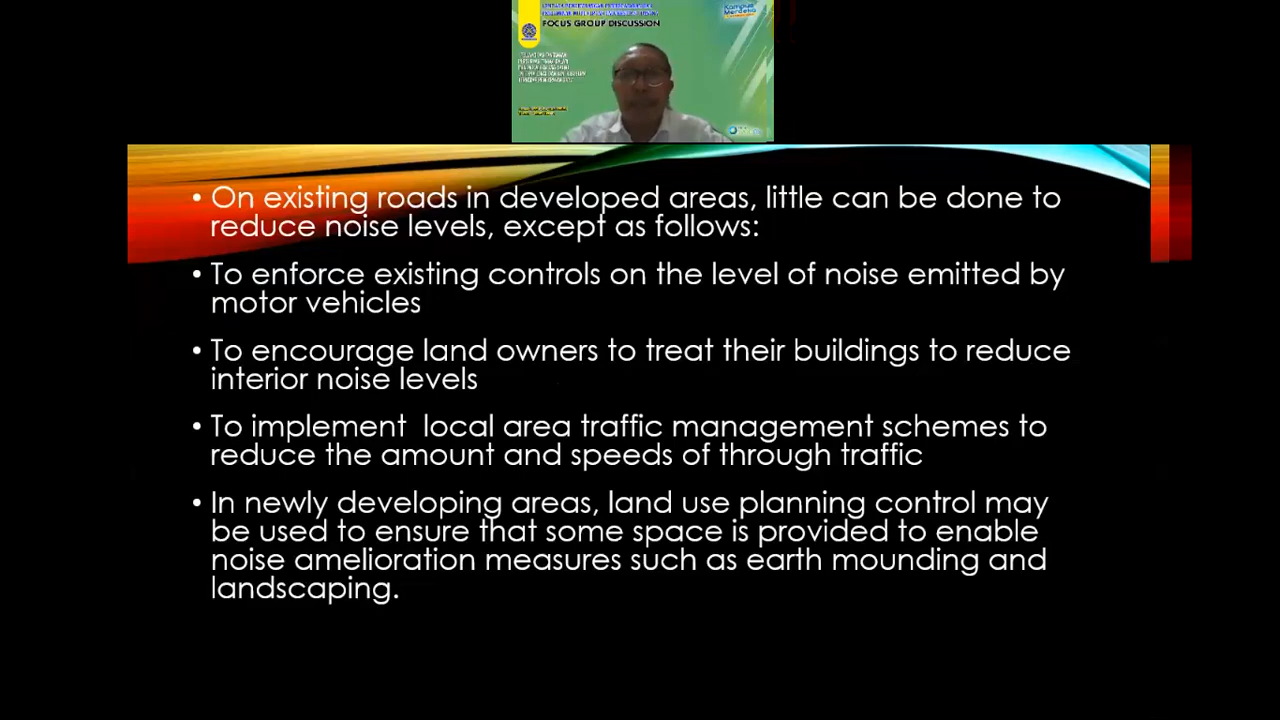 FOCUS GROUP DISCUSSION
Kampus
Merdeka
• On existing roads in developed areas, little can be done to
reduce noise levels, except as follows:
• To enforce existing controls on the level of noise emitted by
motor vehicles
• To encourage land owners to treat their buildings to reduce
interior noise levels
• To implement local area traffic management schemes to
reduce the amount and speeds of through traffic
• In newly developing areas, land use planning control may
be used to ensure that some space is provided to enable
noise amelioration measures such as earth mounding and
landscaping.